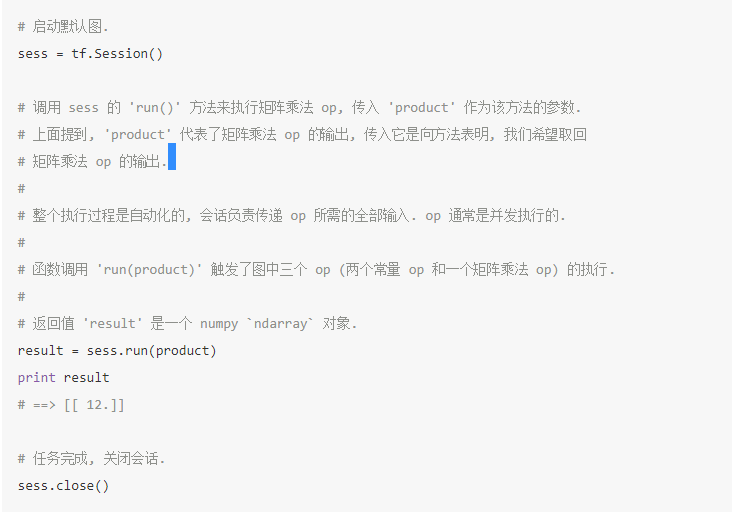 # 启动默认图.
sess = tf.Session()
# 调用 sess 的 'run()' 方法来执行矩阵乘法 op, 传入 'product' 作为该方法的参数.
# 上面提到, 'product' 代表了矩阵乘法 op 的输出, 传入它是向方法表明, 我们希望取回
# 矩阵乘法 op 的输出.
#
# 整个执行过程是自动化的, 会话负责传递 op 所需的全部输入. op 通常是并发执行的.
#
# 函数调用 'run(product)' 触发了图中三个 op (两个常量 op 和一个矩阵乘法 op) 的执行.
#
# 返回值 'result' 是一个 numpy `ndarray` 对象.
result = sess.run(product)
print result
# ==> [[ 12.]]
# 任务完成, 关闭会话.
sess.close()